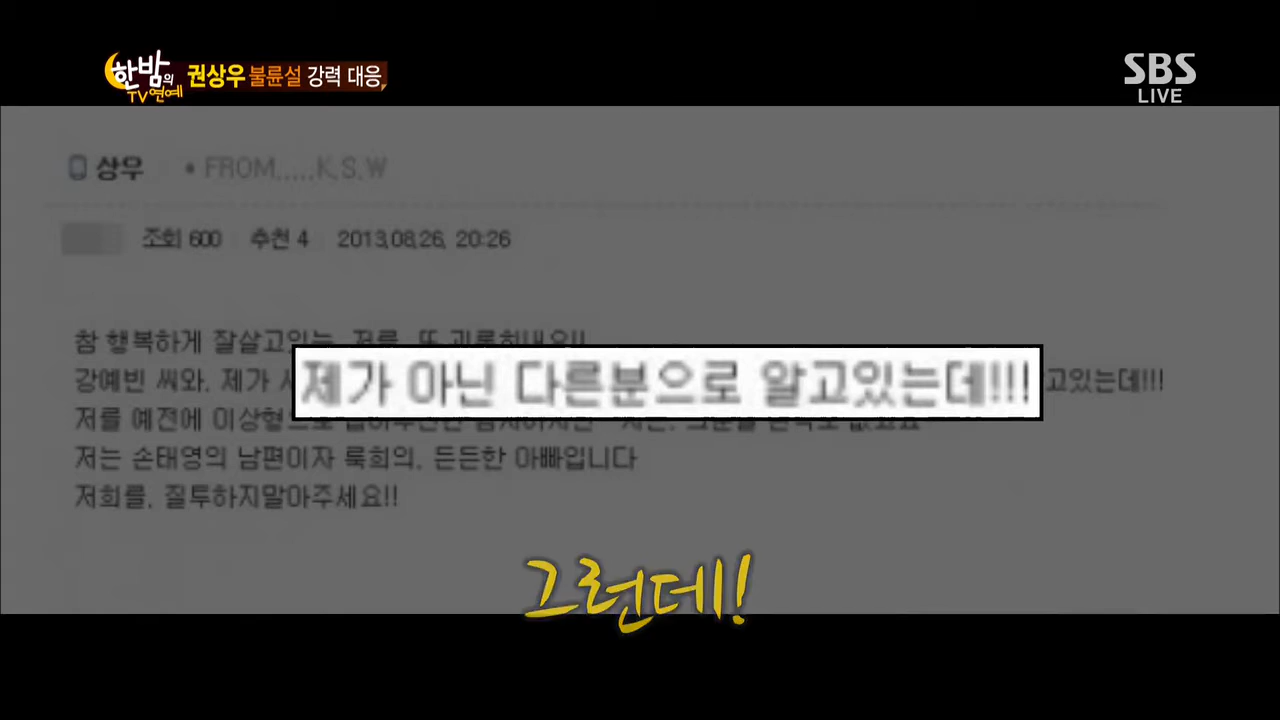 한밤의
TV연예
권상우 불륜설 강력 대응
SBS
LIVE
상우 • FROM.....K.S.W
조회 600 추천 4 2013.08.26. 20:26
참 행복하게 잘살고있는 저를, 또
강예빈 씨와, 제가
제가 아닌 다른분으로 알고있는데!!!
고있는데!!!
저를 예전에 이상형으로
저는 손태영의 남편이자 룩희의, 든든한 아빠입니다
저희를, 질투하지말아주세요!!
그런데!